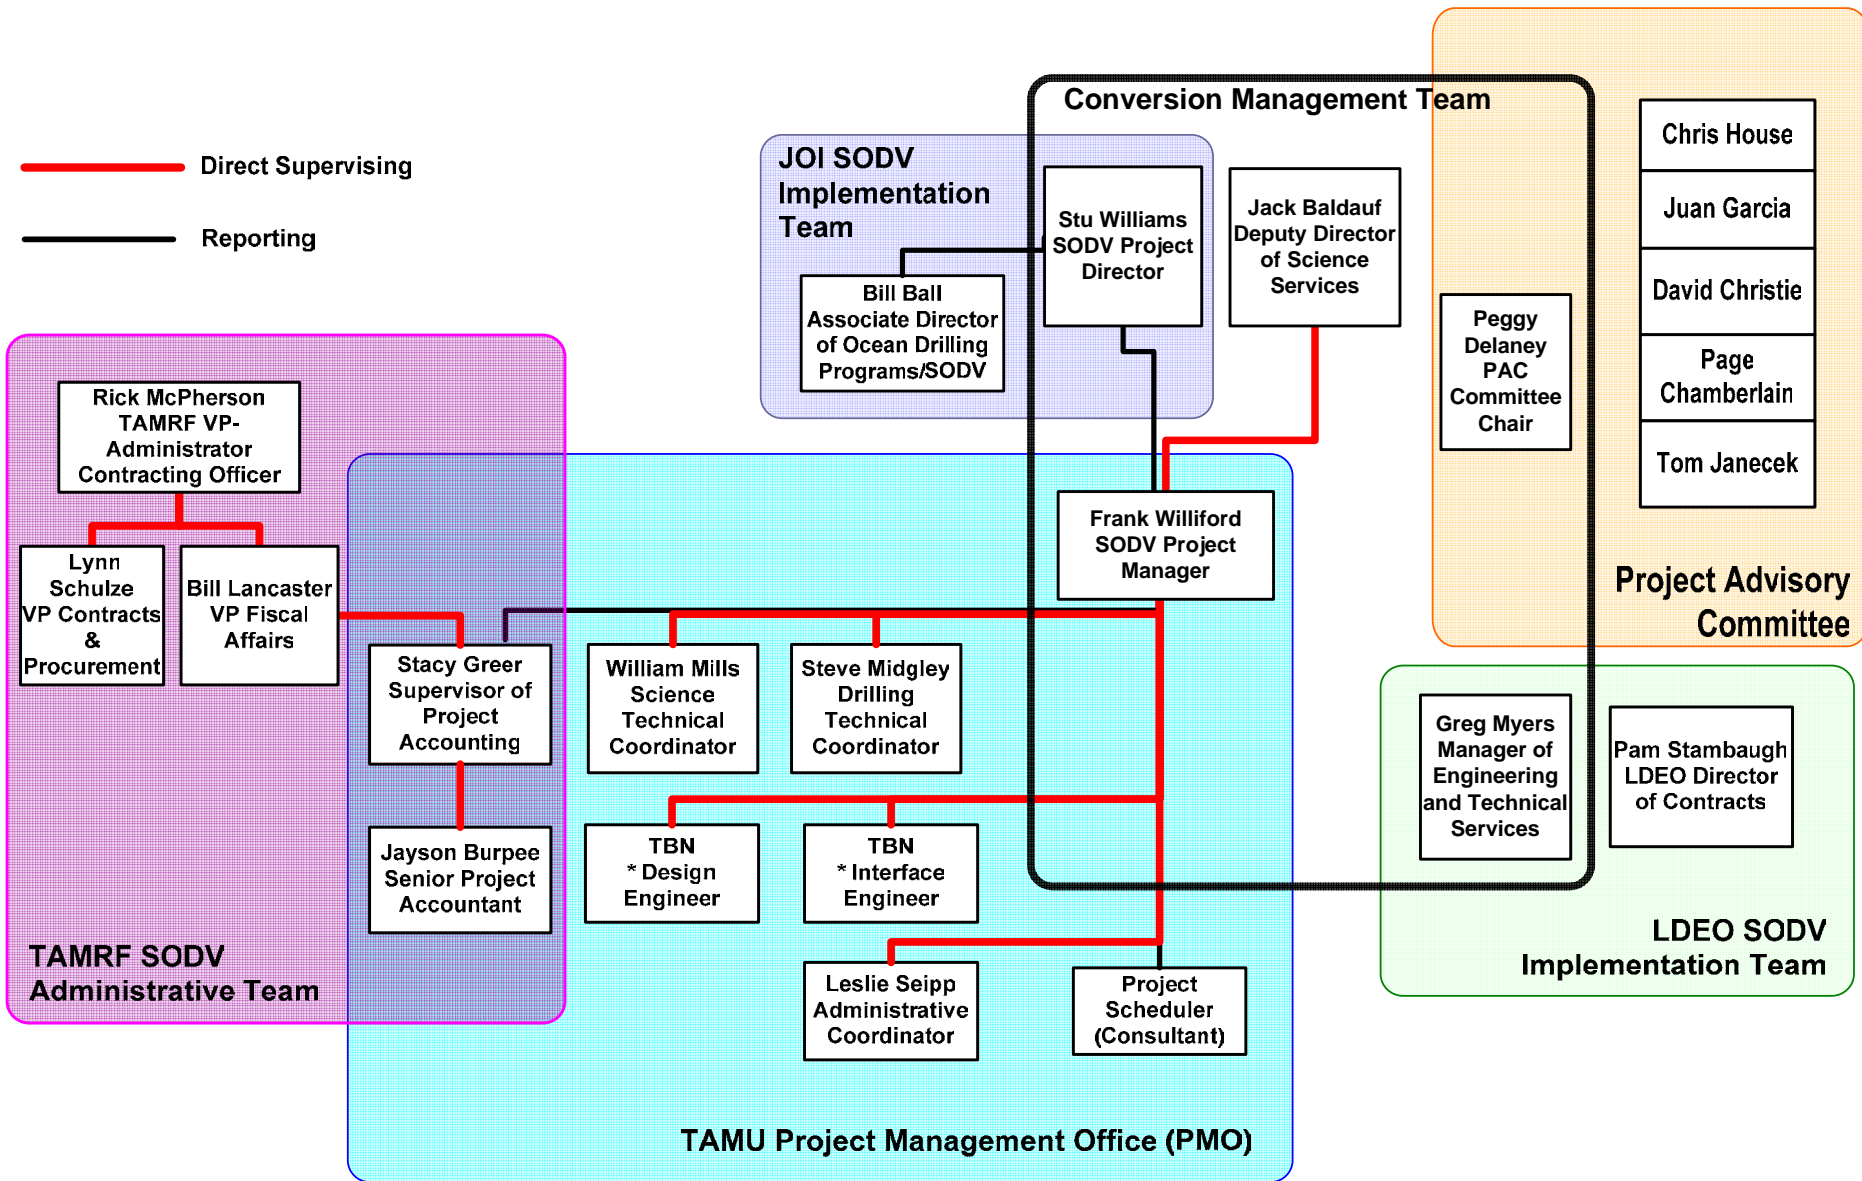 Direct Supervising
Reporting
Conversion Management Team
JOI SODV
Implementation
Team
Stu Williams
SODV Project
Director
Jack Baldauf
Deputy Director
of Science
Services
Bill Ball
Associate Director
of Ocean Drilling
Programs/SODV
Chris House
Juan Garcia
David Christie
Page
Chamberlain
Tom Janecek
Peggy
Delaney
PAC
Committee
Chair
Project Advisory
Committee
Rick McPherson
TAMRF VP-
Administrator
Contracting Officer
Lynn
Schulze
VP Contracts
&
Procurement
Bill Lancaster
VP Fiscal
Affairs
Frank Williford
SODV Project
Manager
Stacy Greer
Supervisor of
Project
Accounting
William Mills
Science
Technical
Coordinator
Steve Midgley
Drilling
Technical
Coordinator
Greg Myers
Manager of
Engineering
and Technical
Services
Pam Stambaugh
LDEO Director
of Contracts
Jayson Burpee
Senior Project
Accountant
TBN
* Design
Engineer
TBN
* Interface
Engineer
TAMRF SODV
Administrative Team
LDEO SODV
Implementation Team
Leslie Seipp
Administrative
Coordinator
Project
Scheduler
(Consultant)
TAMU Project Management Office (PMO)